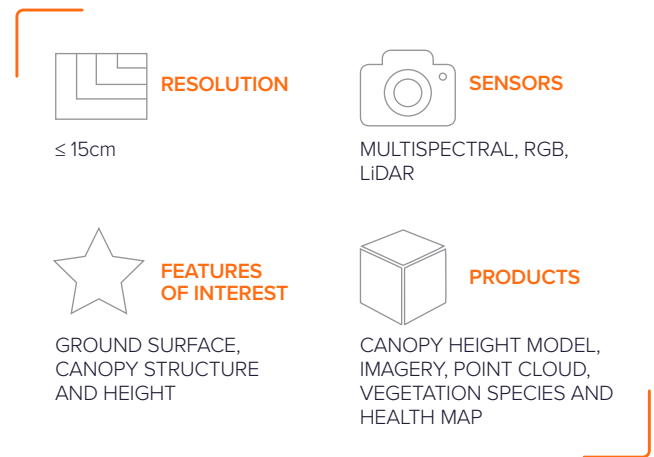 RESOLUTION
≤ 15cm
SENSORS
MULTISPECTRAL, RGB,
LiDAR
FEATURES
OF INTEREST
GROUND SURFACE,
CANOPY STRUCTURE
AND HEIGHT
PRODUCTS
CANOPY HEIGHT MODEL,
IMAGERY, POINT CLOUD,
VEGETATION SPECIES AND
HEALTH MAP